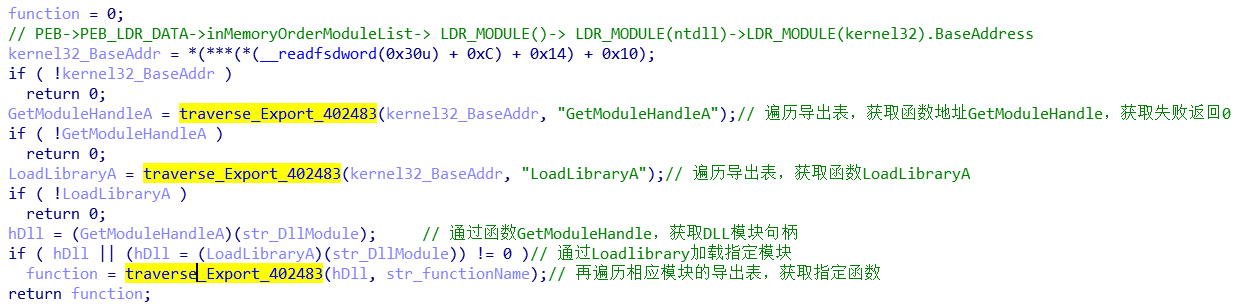 function = 0;
// PEB->PEB_LDR_DATA->inMemoryOrderModuleList-> LDR_MODULE()-> LDR_MODULE(ntdll)->LDR_MODULE(kernel32).BaseAddress
kernel32_BaseAddr = *(***(*(__readfsdword(0x30u) + 0xC) + 0x14) + 0x10);
if ( !kernel32_BaseAddr )
  return 0;
GetModuleHandleA = traverse_Export_402483(kernel32_BaseAddr, "GetModuleHandleA");// 遍历导出表，获取函数地址GetModuleHandle，获取失败返回0
if ( !GetModuleHandleA )
  return 0;
LoadLibraryA = traverse_Export_402483(kernel32_BaseAddr, "LoadLibraryA");// 遍历导出表，获取函数LoadLibraryA
if ( !LoadLibraryA )
  return 0;
hDll = (GetModuleHandleA)(str_DllModule);     // 通过函数GetModuleHandle，获取DLL模块句柄
if ( hDll || (hDll = (LoadLibraryA)(str_DllModule)) != 0 )// 通过Loadlibrary加载指定模块
  function = traverse_Export_402483(hDll, str_functionName);// 再遍历相应模块的导出表，获取指定函数
return function;